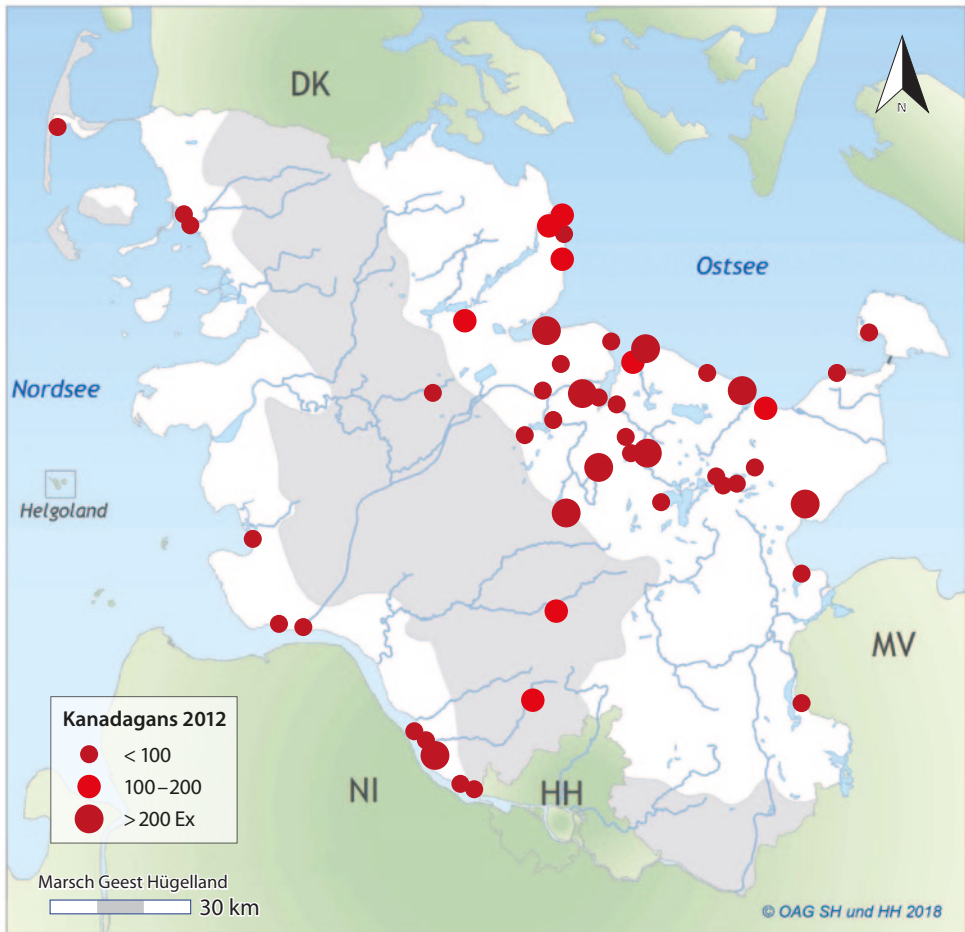 DK
N
Ostsee
Nordsee
Helgoland
MV
Kanadagans 2012
< 100
100–200
> 200 Ex
NI
HH
Marsch Geest Hügelland
30 km
© OAG SH und HH 2018